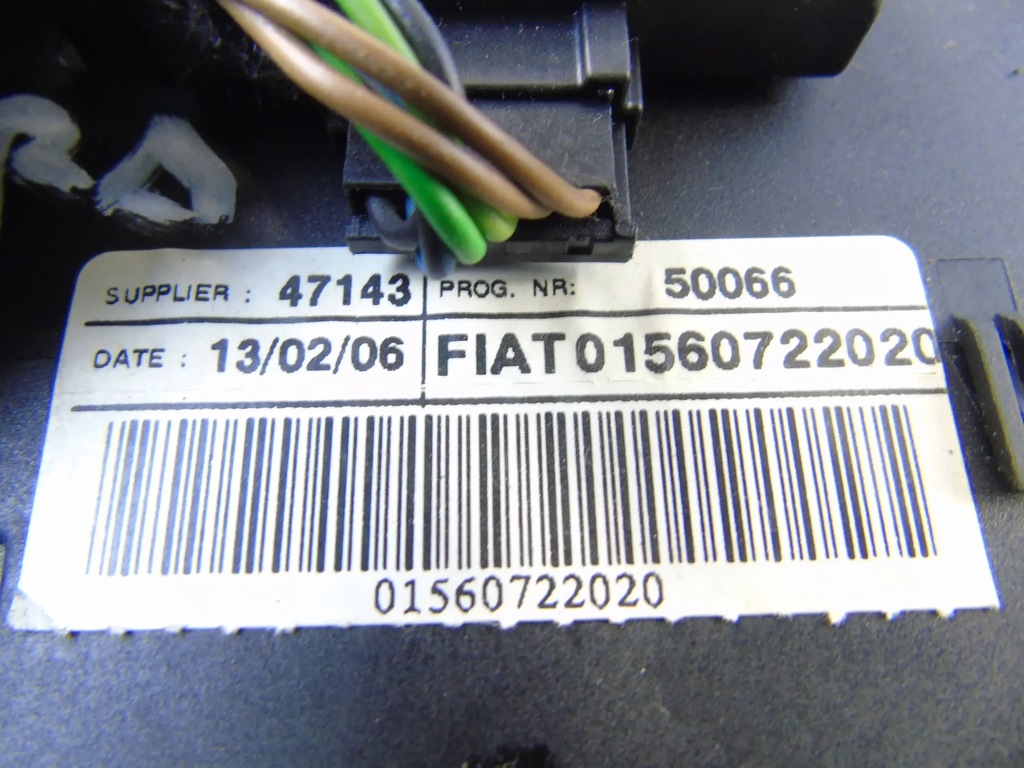 SUPPLIER : 47143 PROG. NR: 50066
DATE : 13/02/06 FIAT01560722020
01560722020